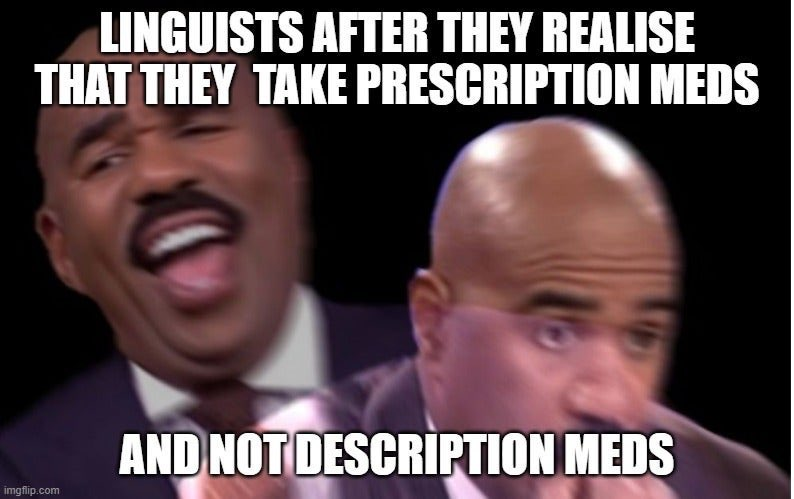 LINGUISTS AFTER THEY REALISE
THAT THEY  TAKE PRESCRIPTION MEDS
AND NOT DESCRIPTION MEDS
imgflip.com